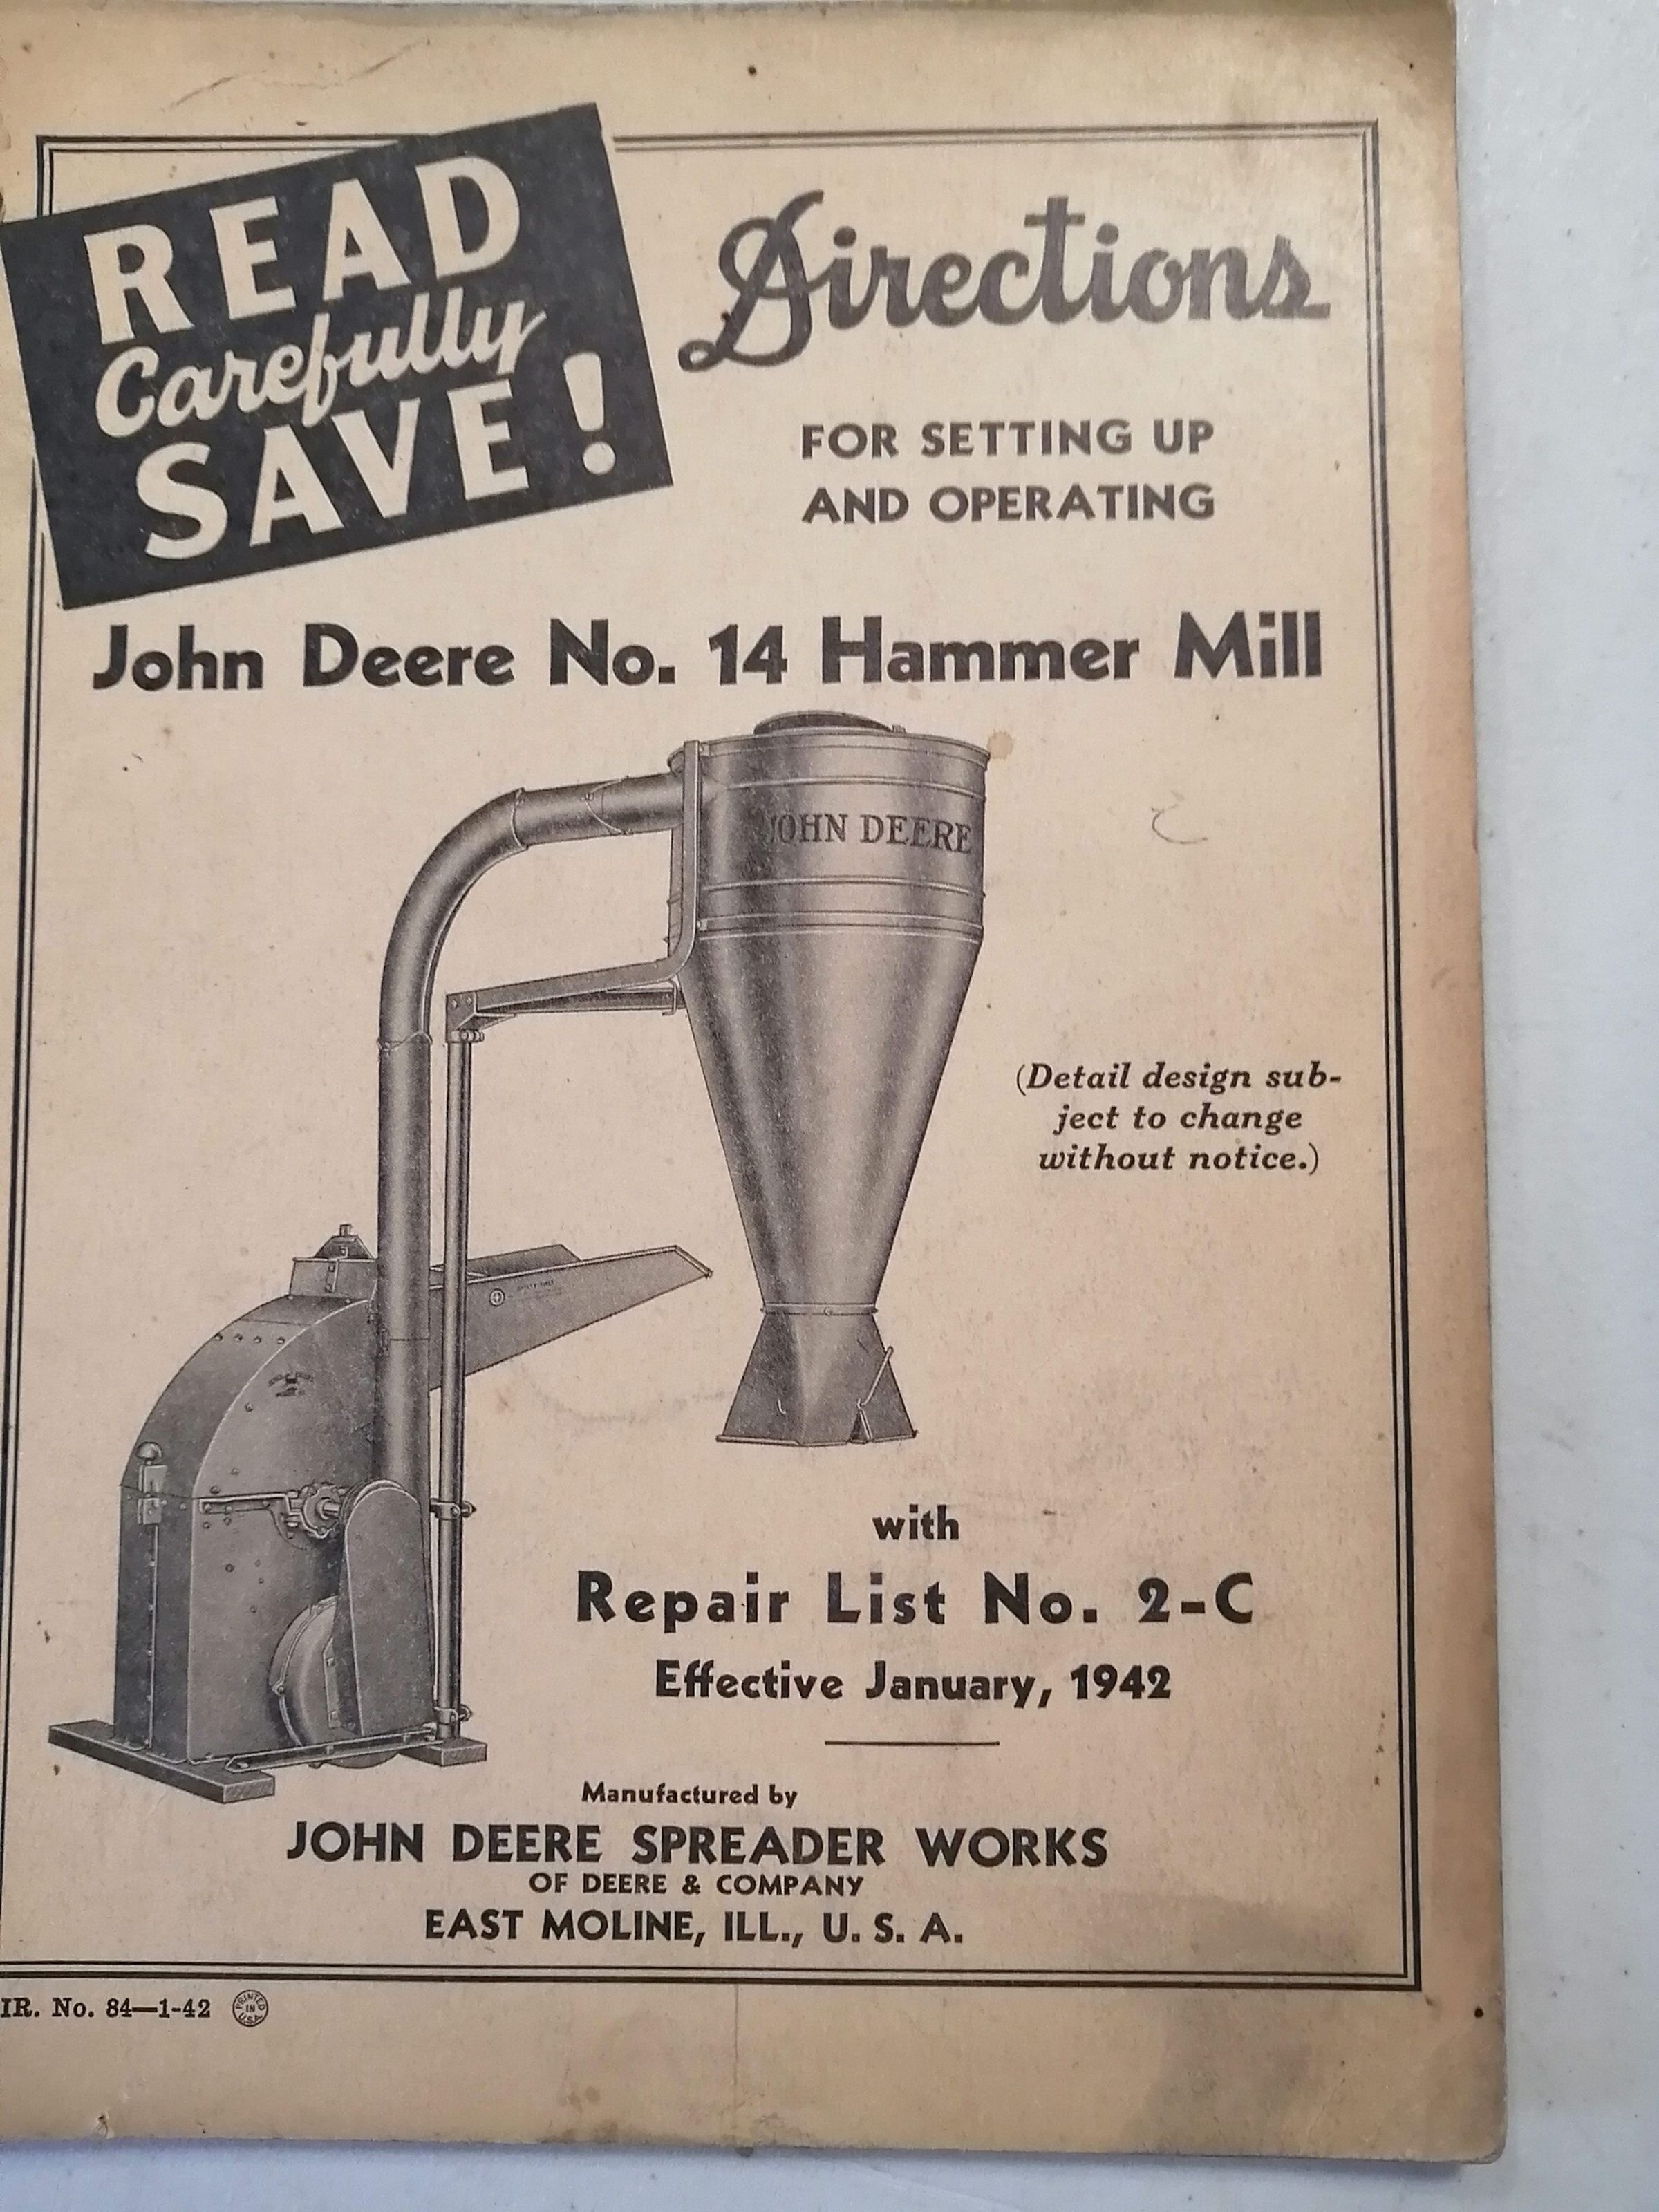 READ
Carefully
SAVE!
Directions
FOR SETTING UP
AND OPERATING
John Deere No. 14 Hammer Mill
JOHN DEERE
(Detail design sub-
ject to change
without notice.)
with
Repair List No. 2-C
Effective January, 1942
Manufactured by
JOHN DEERE SPREADER WORKS
OF DEERE & COMPANY
EAST MOLINE, ILL., U. S. A.
IR. No. 84—1-42
PRINTED
IN
U.S.A.